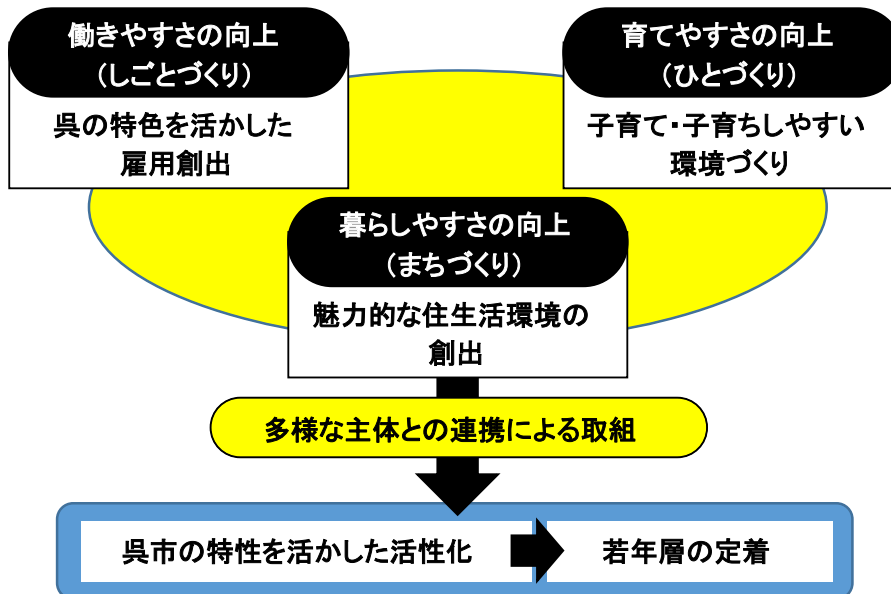 働きやすさの向上
（しごとづくり）
呉の特色を活かした
雇用創出
育てやすさの向上
（ひとづくり）
子育て・子育ちしやすい
環境づくり
暮らしやすさの向上
（まちづくり）
魅力的な住生活環境の
創出
多様な主体との連携による取組
呉市の特性を活かした活性化
若年層の定着